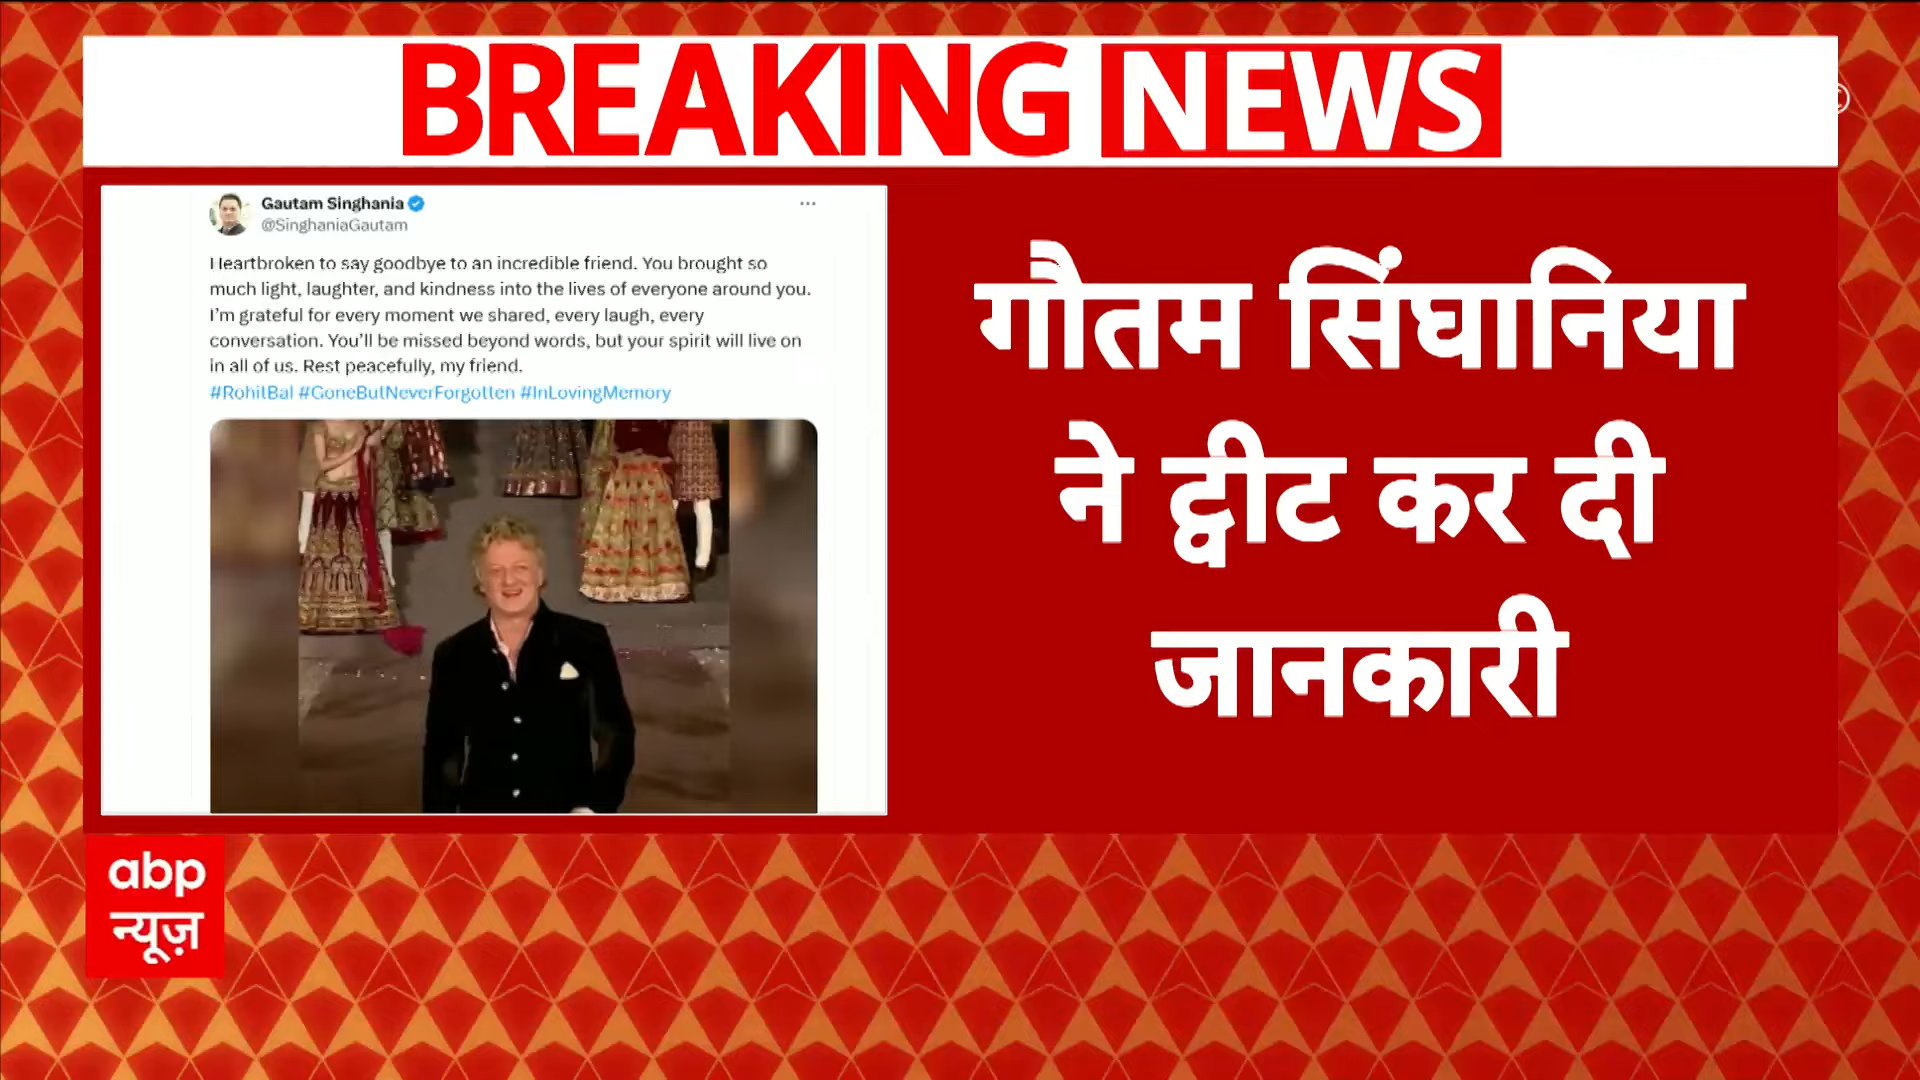 BREAKING NEWS
©
Gautam Singhania
@SinghaniaGautam
Heartbroken to say goodbye to an incredible friend. You brought so
much light, laughter, and kindness into the lives of everyone around you.
I'm grateful for every moment we shared, every laugh, every
conversation. You'll be missed beyond words, but your spirit will live on
in all of us. Rest peacefully, my friend.
#RohitBal #GoneButNeverForgotten #InLovingMemory
गौतम सिंघानिया
ने ट्वीट कर दी
जानकारी
abp
न्यूज़